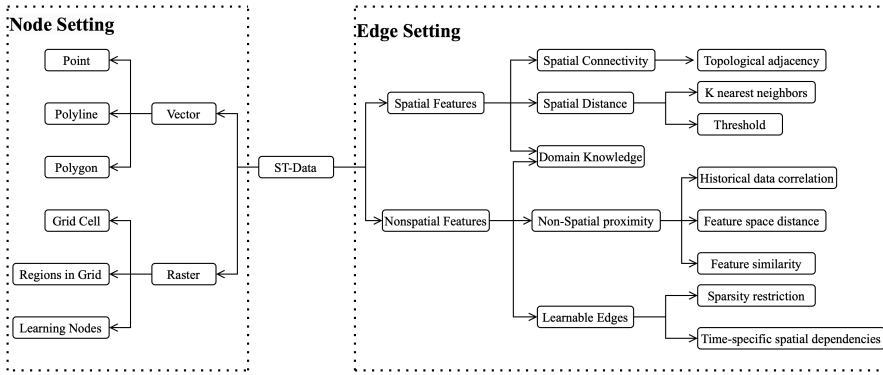 Node Setting
Point
Polyline
Polygon
Vector
Grid Cell
Regions in Grid
Learning Nodes
Raster
ST-Data
Edge Setting
Spatial Features
Nonspatial Features
Spatial Connectivity
Spatial Distance
Domain Knowledge
Non-Spatial proximity
Learnable Edges
Topological adjacency
K nearest neighbors
Threshold
Historical data correlation
Feature space distance
Feature similarity
Sparsity restriction
Time-specific spatial dependencies